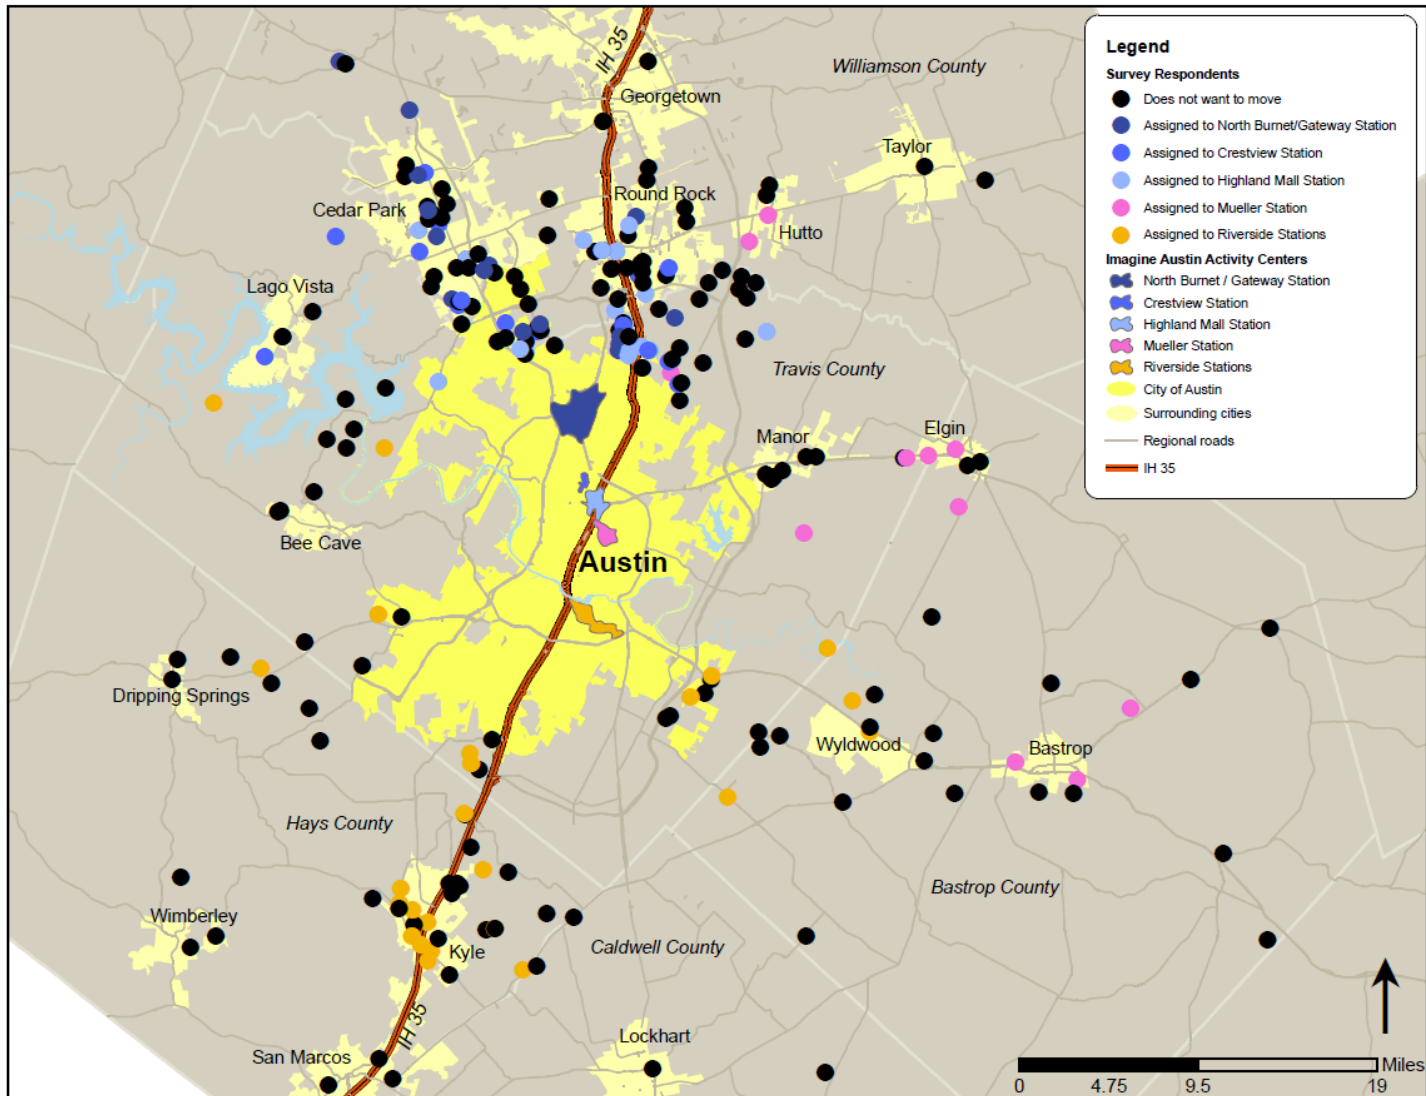 IH 35
Williamson County
Georgetown
Taylor
Round Rock
Cedar Park
Hutto
Lago Vista
Travis County
Manor
Elgin
Bee Cave
Austin
Dripping Springs
Wyldwood
Bastrop
Hays County
Bastrop County
Wimberley
Caldwell County
Kyle
IH 35
Lockhart
San Marcos
Legend
Survey Respondents
Does not want to move
Assigned to North Burnet/Gateway Station
Assigned to Crestview Station
Assigned to Highland Mall Station
Assigned to Mueller Station
Assigned to Riverside Stations
Imagine Austin Activity Centers
North Burnet / Gateway Station
Crestview Station
Highland Mall Station
Mueller Station
Riverside Stations
City of Austin
Surrounding cities
Regional roads
IH 35
Miles
0 4.75 9.5 19